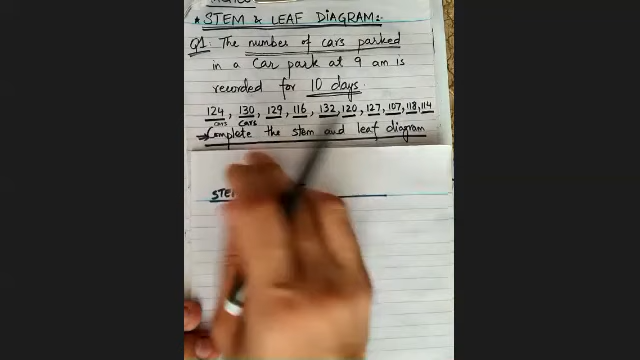 * STEM & LEAF DIAGRAM:-
Q1. The number of cars parked
in a Car park at 9 am is
recorded for 10 days.
124, 130, 129, 116, 132, 120, 127, 107, 118, 114
cars cars
→ Complete the stem and leaf diagram
STE